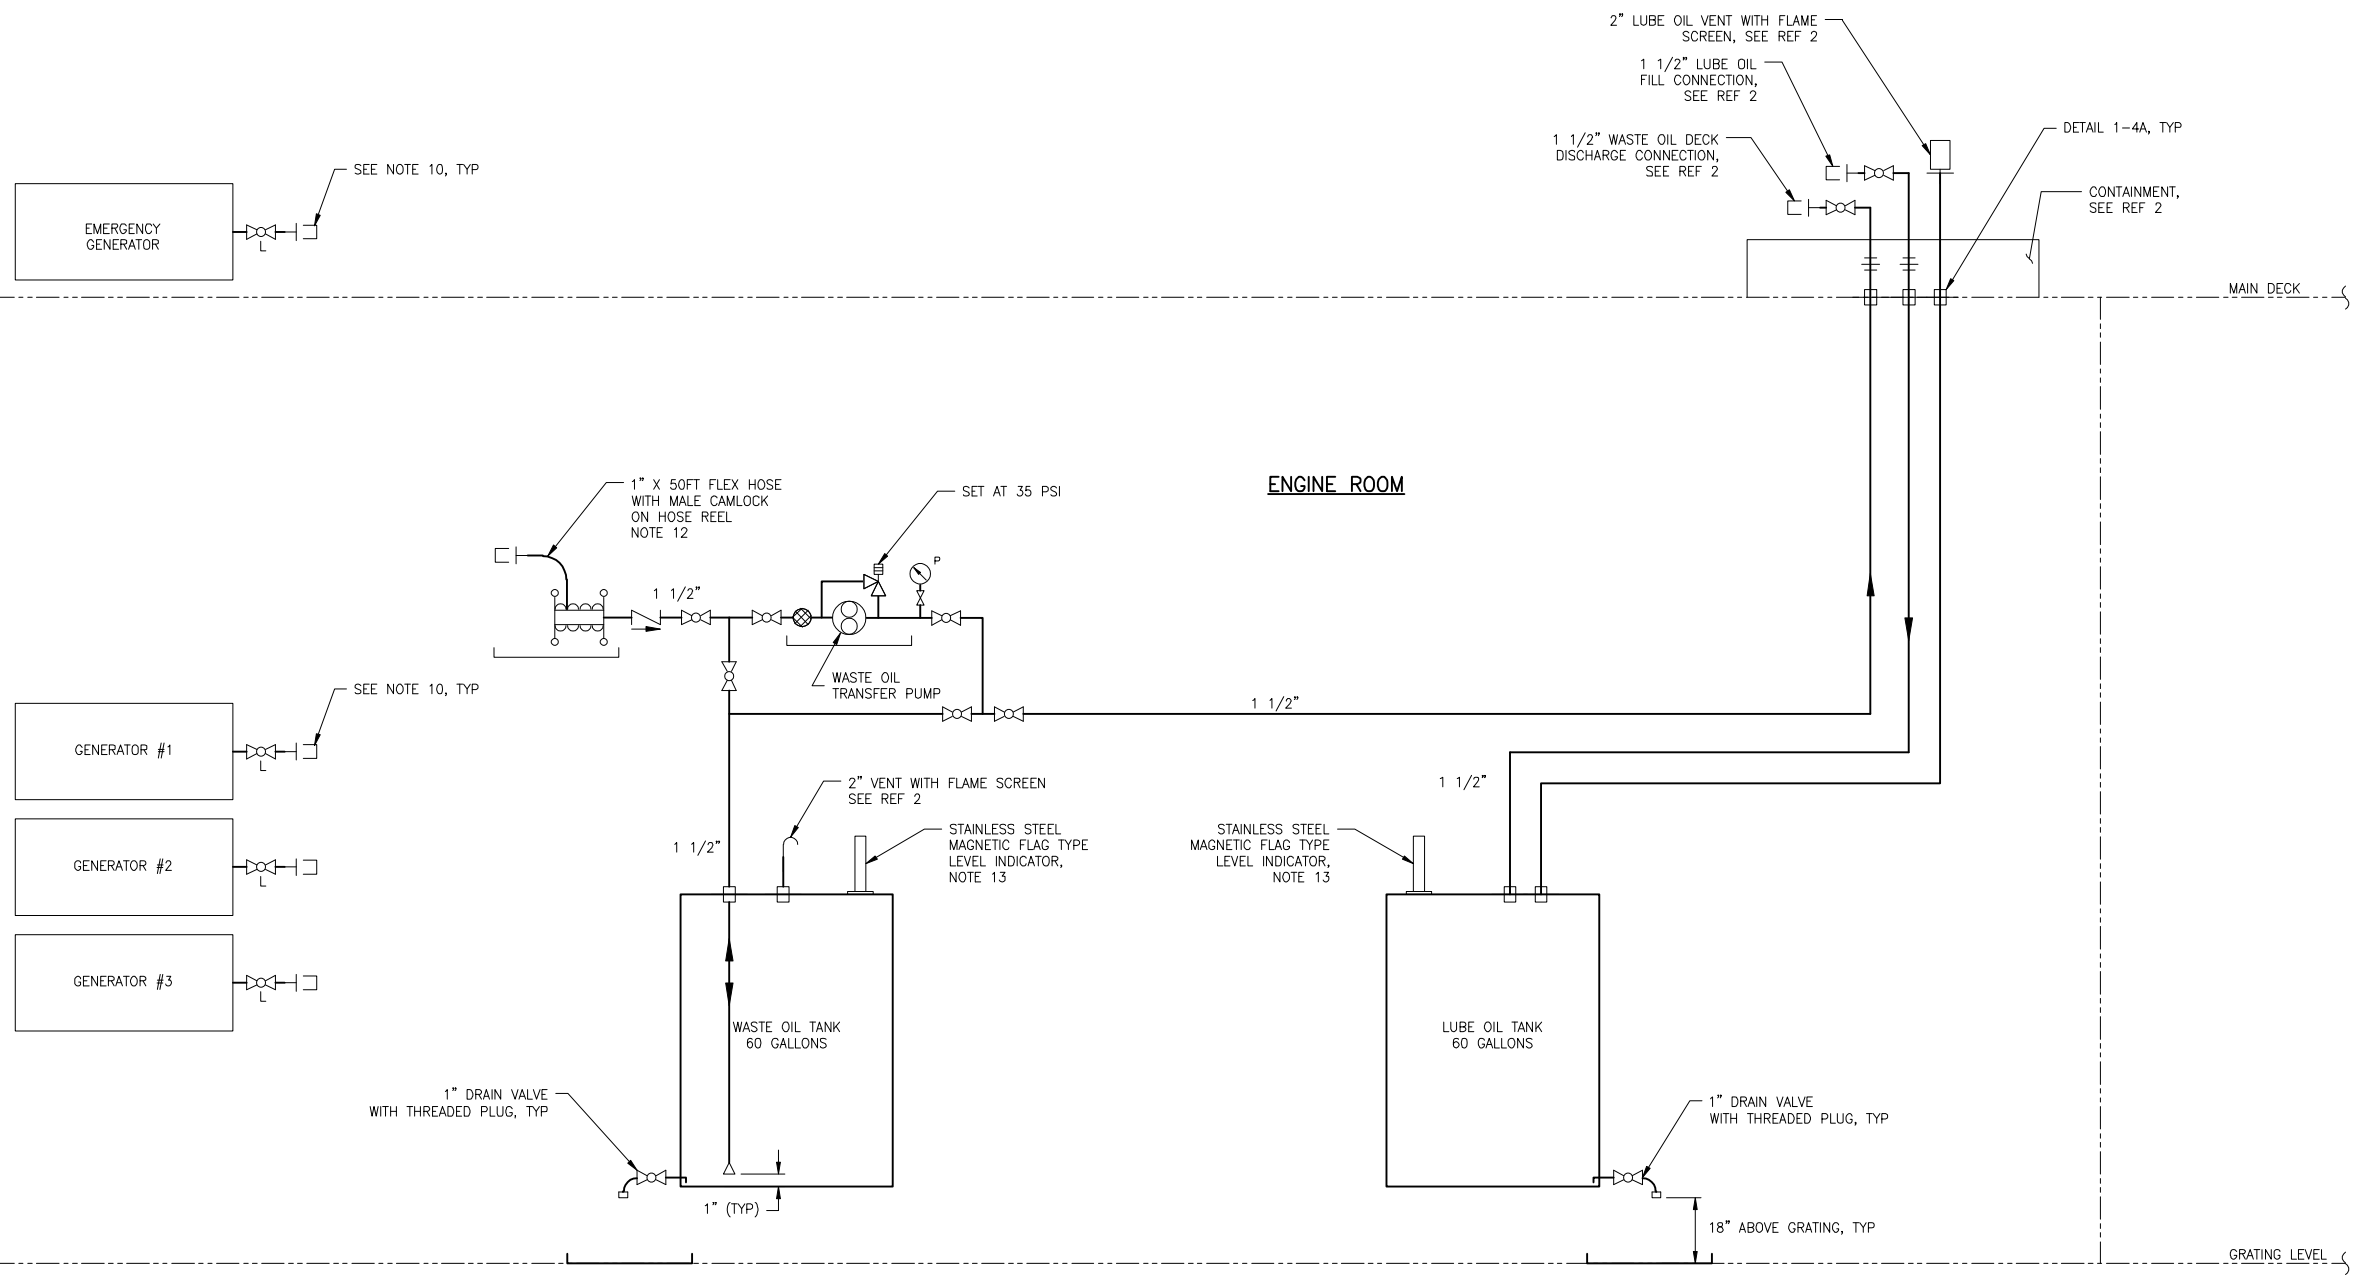 2" LUBE OIL VENT WITH FLAME
SCREEN, SEE REF 2
1 1/2" LUBE OIL
FILL CONNECTION,
SEE REF 2
1 1/2" WASTE OIL DECK
DISCHARGE CONNECTION,
SEE REF 2
DETAIL 1-4A, TYP
CONTAINMENT,
SEE REF 2
SEE NOTE 10, TYP
EMERGENCY
GENERATOR
L
MAIN DECK
ENGINE ROOM
1" X 50FT FLEX HOSE
WITH MALE CAMLOCK
ON HOSE REEL
NOTE 12
SET AT 35 PSI
P
1 1/2"
WASTE OIL
TRANSFER PUMP
SEE NOTE 10, TYP
1 1/2"
GENERATOR #1
L
2" VENT WITH FLAME SCREEN
SEE REF 2
1 1/2"
1 1/2"
STAINLESS STEEL
MAGNETIC FLAG TYPE
LEVEL INDICATOR,
NOTE 13
STAINLESS STEEL
MAGNETIC FLAG TYPE
LEVEL INDICATOR,
NOTE 13
GENERATOR #2
L
GENERATOR #3
L
WASTE OIL TANK
60 GALLONS
LUBE OIL TANK
60 GALLONS
1" DRAIN VALVE
WITH THREADED PLUG, TYP
1" DRAIN VALVE
WITH THREADED PLUG, TYP
1" (TYP)
18" ABOVE GRATING, TYP
GRATING LEVEL